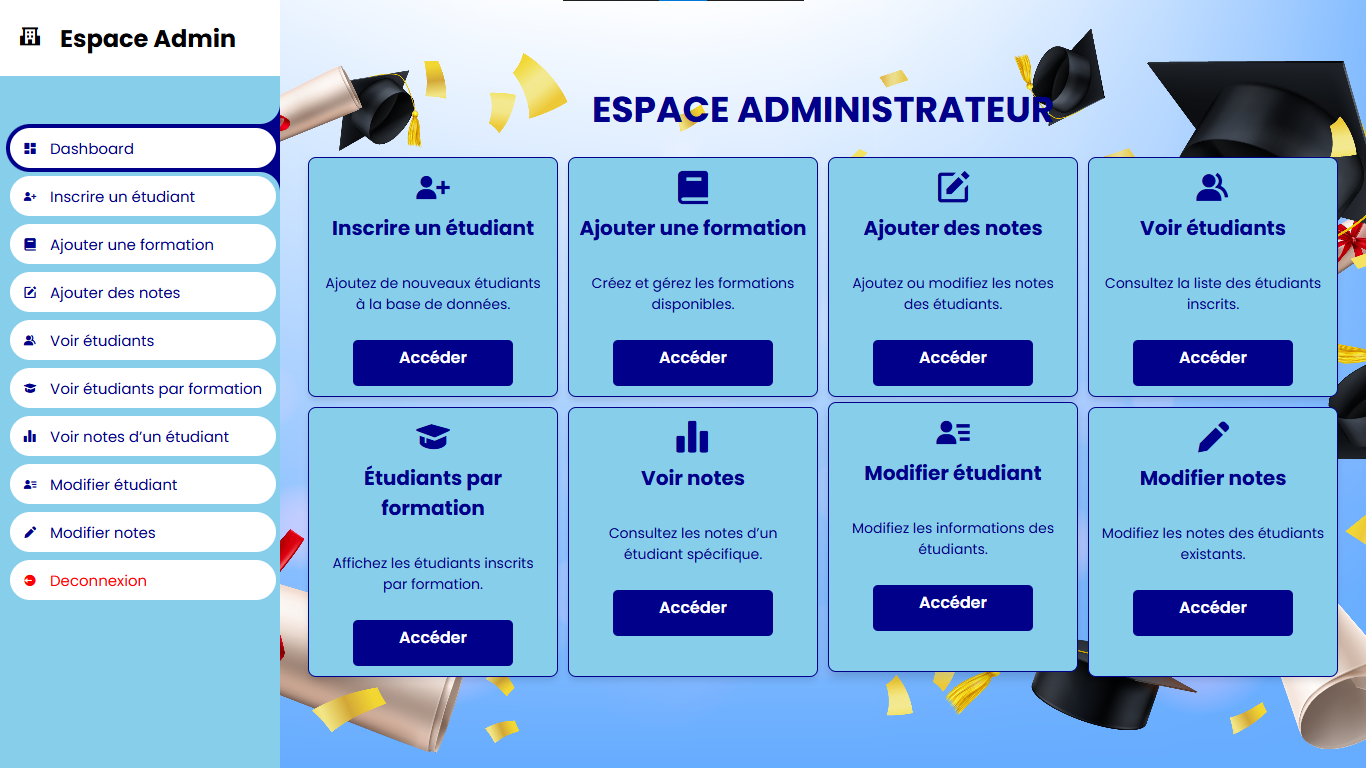 Espace Admin
Dashboard
Inscrire un étudiant
Ajouter une formation
Ajouter des notes
Voir étudiants
Voir étudiants par formation
Voir notes d’un étudiant
Modifier étudiant
Modifier notes
Deconnexion
ESPACE ADMINISTRATEUR
Inscrire un étudiant
Ajoutez de nouveaux étudiants
à la base de données.
Accéder
Ajouter une formation
Créez et gérez les formations
disponibles.
Accéder
Ajouter des notes
Ajoutez ou modifiez les notes
des étudiants.
Accéder
Voir étudiants
Consultez la liste des étudiants
inscrits.
Accéder
Étudiants par
formation
Affichez les étudiants inscrits
par formation.
Accéder
Voir notes
Consultez les notes d’un
étudiant spécifique.
Accéder
Modifier étudiant
Modifiez les informations des
étudiants.
Accéder
Modifier notes
Modifiez les notes des étudiants
existants.
Accéder